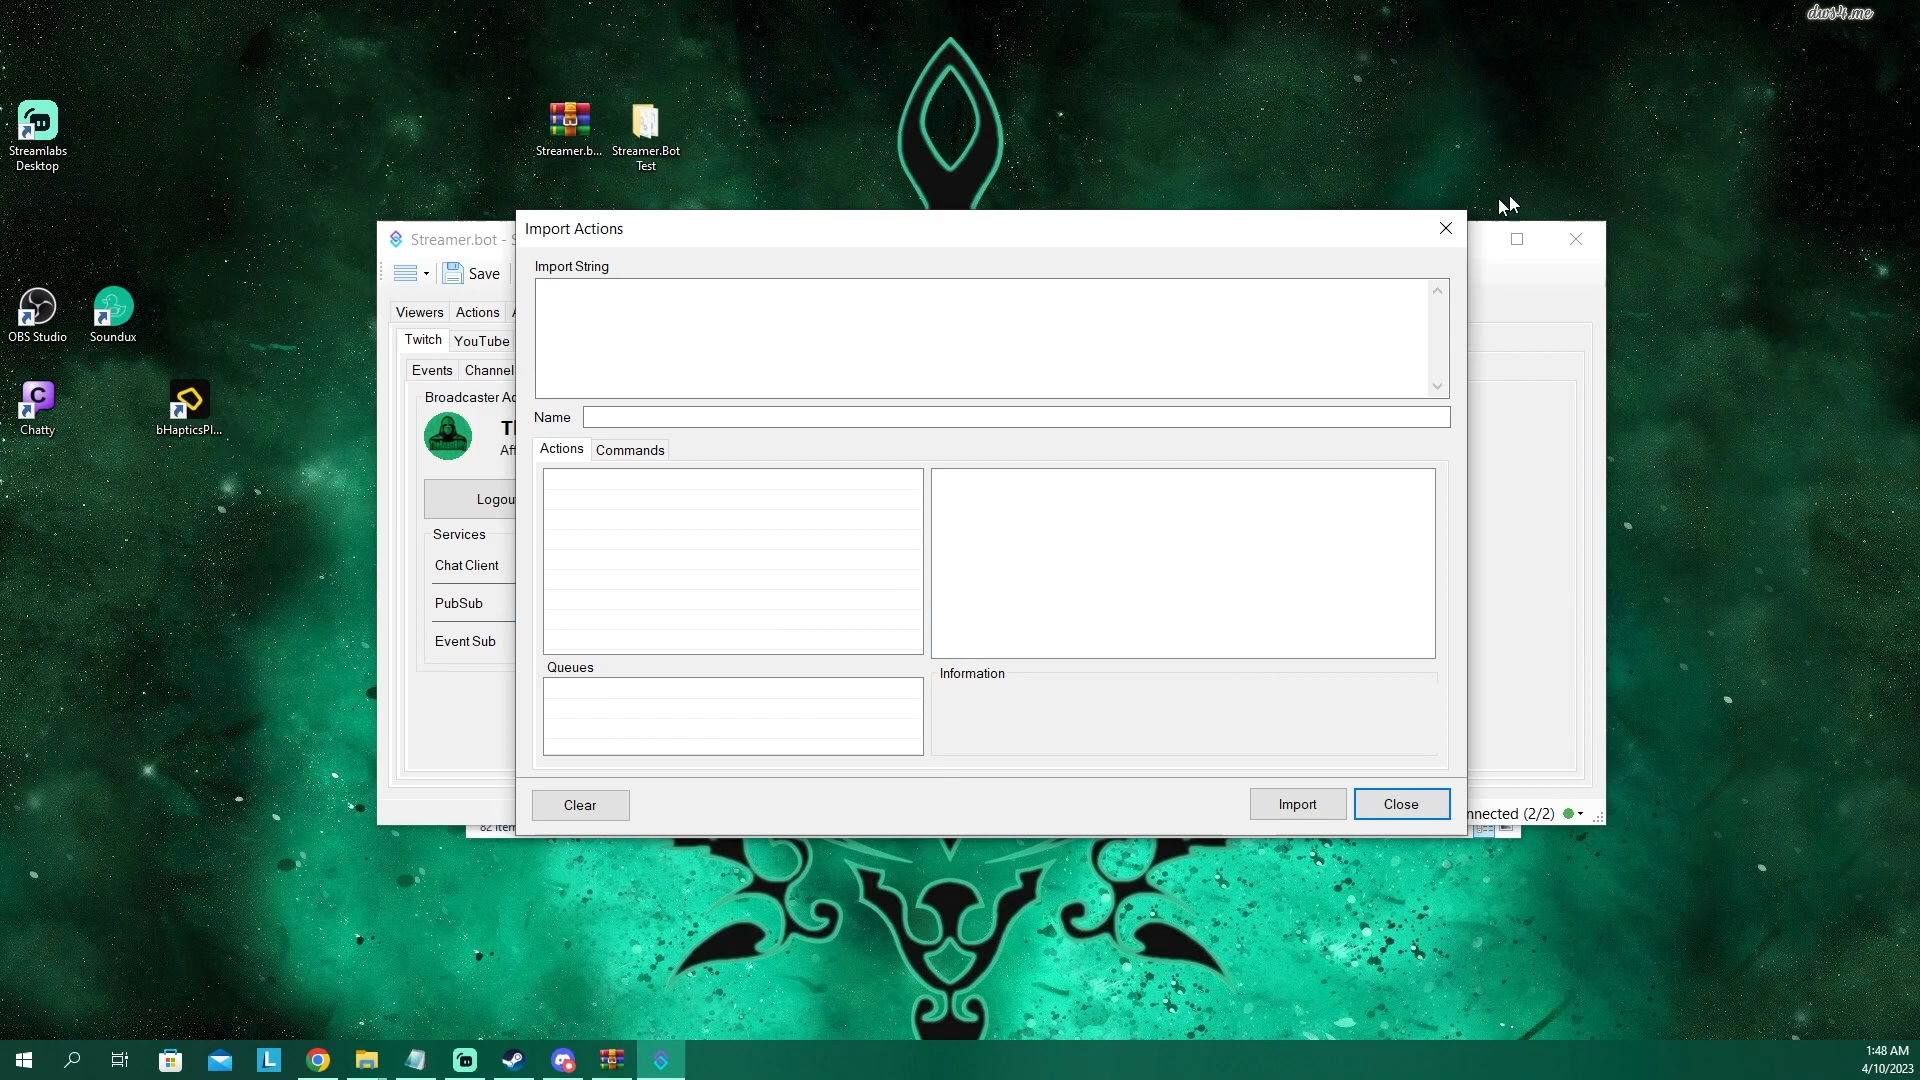 dws4.me
Streamlabs
Desktop
Streamer.b...
Streamer.Bot
Test
OBS Studio
Soundux
Chatty
bHapticsPl...
Streamer.bot - S
Save
Viewers
Actions
Twitch
YouTube
Events
Channel
Broadcaster Ac
Logou
Services
Chat Client
PubSub
Event Sub
Import Actions
Import String
Name
Actions
Commands
Queues
Information
Clear
Import
Close
nnected (2/2)
1:48 AM
4/10/2023